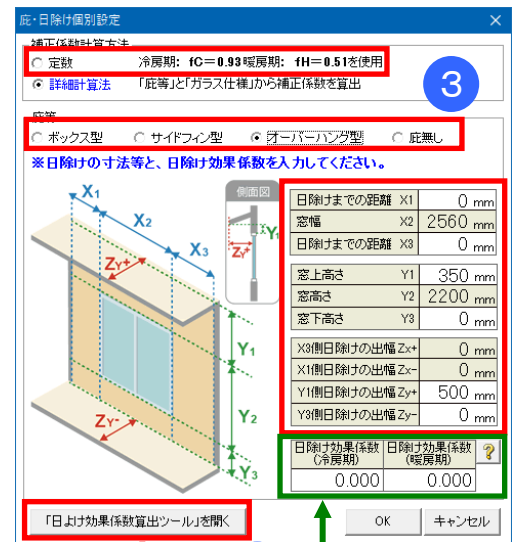 庇・日除け個別設定
補正係数計算方法
定数 冷房期: fC=0.93 暖房期: fH=0.51を使用
詳細計算法 「庇等」と「ガラス仕様」から補正係数を算出
3
庇等
ボックス型 サイドフィン型 オーバーハング型 庇無し
※日除けの寸法等と、日除け効果係数を入力してください。
側面図
X1
X2
X3
Y1
ZY+
ZY+
Y1
Y2
Y3
ZY-
日除けまでの距離 X1 0 mm
窓幅 X2 2560 mm
日除けまでの距離 X3 0 mm
窓上高さ Y1 350 mm
窓高さ Y2 2200 mm
窓下高さ Y3 0 mm
X3側日除けの出幅 Zx+ 0 mm
X1側日除けの出幅 Zx- 0 mm
Y1側日除けの出幅 Zy+ 500 mm
Y3側日除けの出幅 Zy- 0 mm
日除け効果係数(冷房期) 日除け効果係数(暖房期) ?
0.000 0.000
「日よけ効果係数算出ツール」を開く OK キャンセル